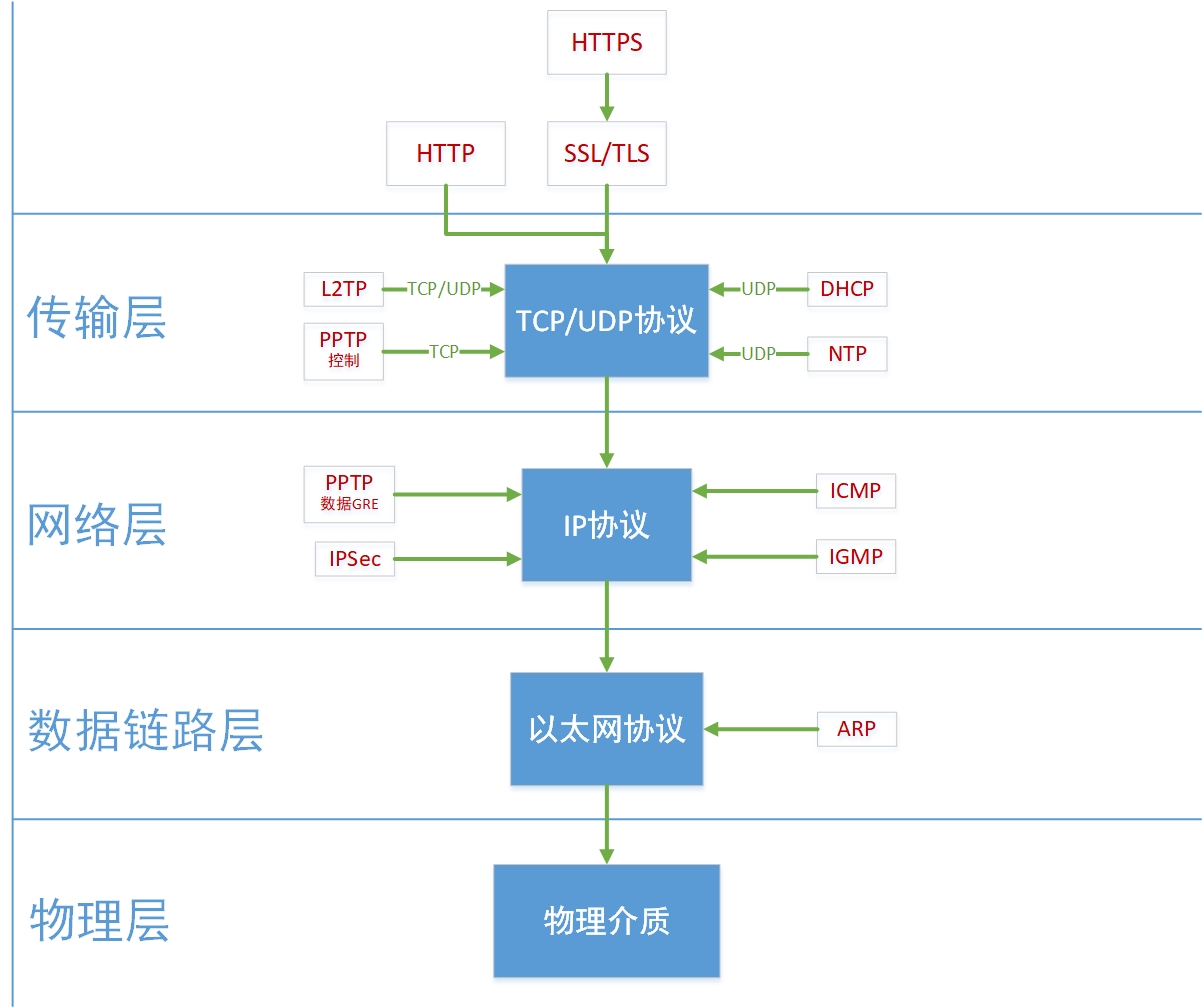 HTTPS
HTTP
SSL/TLS
传输层
L2TP
TCP/UDP
PPTP
控制
TCP
TCP/UDP协议
UDP
DHCP
UDP
NTP
网络层
PPTP
数据GRE
IPSec
IP协议
ICMP
IGMP
数据链路层
以太网协议
ARP
物理层
物理介质